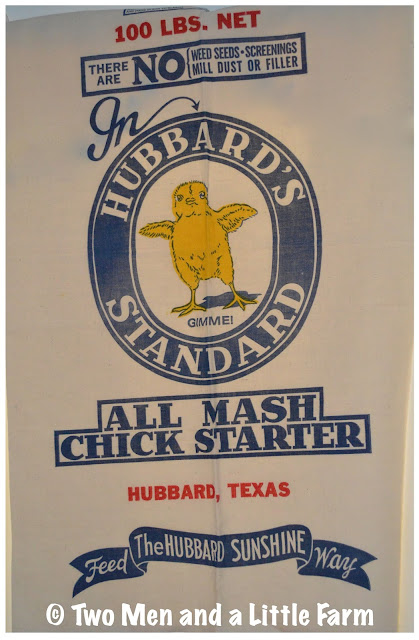 100 LBS. NET
THERE ARE NO WEED SEEDS • SCREENINGS
MILL DUST OR FILLER
In
HUBBARD'S
GIMME!
STANDARD
ALL MASH
CHICK STARTER
HUBBARD, TEXAS
Feed The HUBBARD SUNSHINE Way
© Two Men and a Little Farm